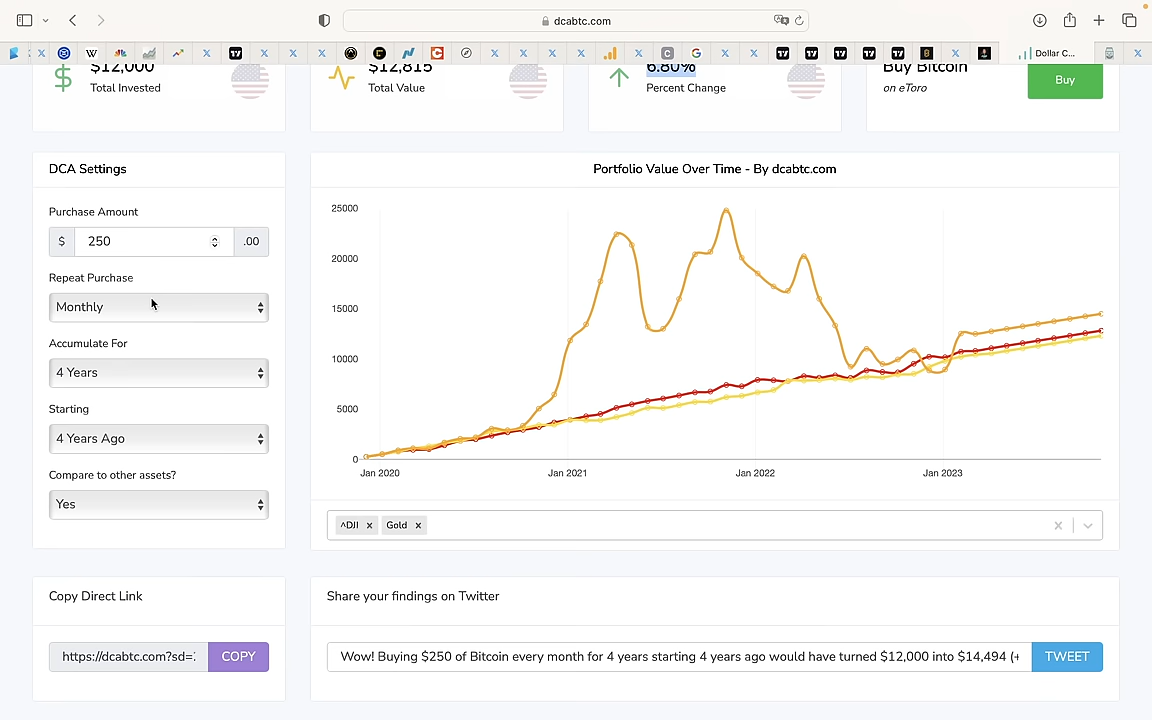 dcabtc.com
Dollar C...
$12,000
Total Invested
$12,815
Total Value
6.80%
Percent Change
Buy Bitcoin
on eToro
Buy
DCA Settings
Purchase Amount
$ 250 .00
Repeat Purchase
Monthly
Accumulate For
4 Years
Starting
4 Years Ago
Compare to other assets?
Yes
Portfolio Value Over Time - By dcabtc.com
25000
20000
15000
10000
5000
0
Jan 2020 Jan 2021 Jan 2022 Jan 2023
^DJI x Gold x
Copy Direct Link
https://dcabtc.com?sd=
COPY
Share your findings on Twitter
Wow! Buying $250 of Bitcoin every month for 4 years starting 4 years ago would have turned $12,000 into $14,494 (+
TWEET